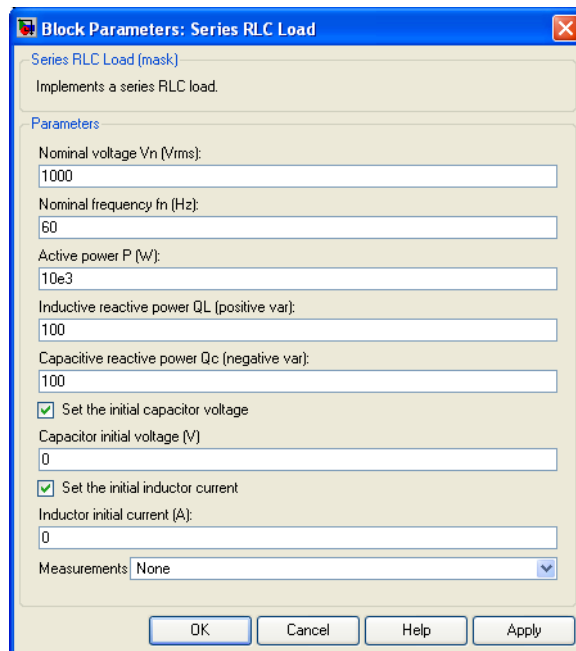 Block Parameters: Series RLC Load
Series RLC Load (mask)
Implements a series RLC load.
Parameters
Nominal voltage Vn (Vrms):
1000
Nominal frequency fn (Hz):
60
Active power P (W):
10e3
Inductive reactive power QL (positive var):
100
Capacitive reactive power Qc (negative var):
100
Set the initial capacitor voltage
Capacitor initial voltage (V)
0
Set the initial inductor current
Inductor initial current (A):
0
Measurements None
OK Cancel Help Apply